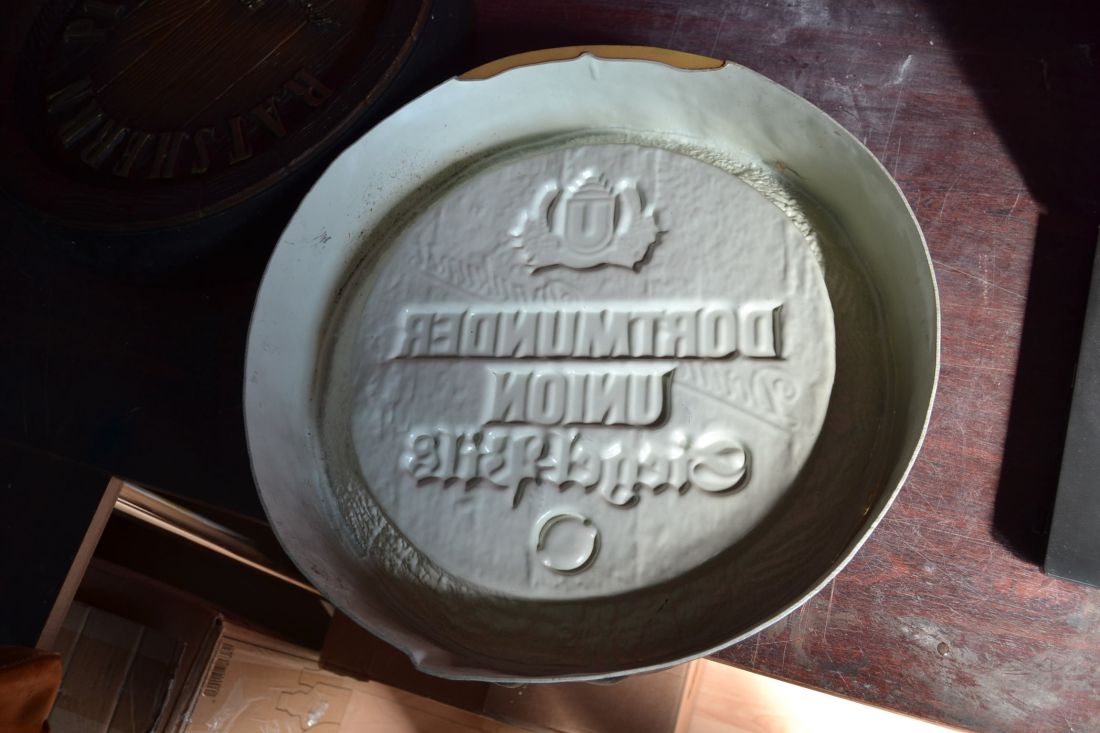 RATSHERRN
U
DORTMUNDER
UNION
Siegel-Pils